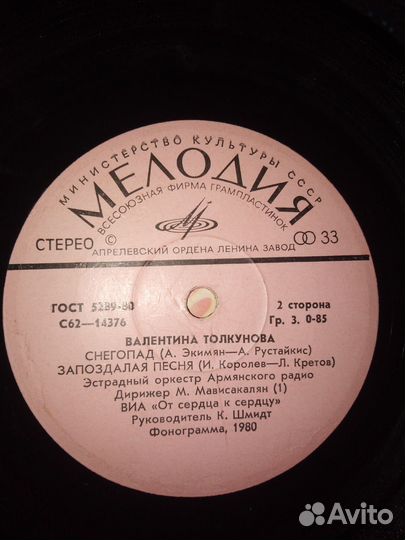 МИНИСТЕРСТВО КУЛЬТУРЫ СССР
МЕЛОДИЯ
ВСЕСОЮЗНАЯ ФИРМА ГРАМПЛАСТИНОК
СТЕРЕО
33
АПРЕЛЕВСКИЙ ОРДЕНА ЛЕНИНА ЗАВОД
ГОСТ 5289-80
2 сторона
С62—14376
Гр. 3. 0-85
ВАЛЕНТИНА ТОЛКУНОВА
СНЕГОПАД (А. Экимян—А. Рустайкис)
ЗАПОЗДАЛАЯ ПЕСНЯ (И. Королев—Л. Кретов)
Эстрадный оркестр Армянского радио
Дирижер М. Мависакалян (1)
ВИА «От сердца к сердцу»
Руководитель К. Шмидт
Фонограмма, 1980
Avito